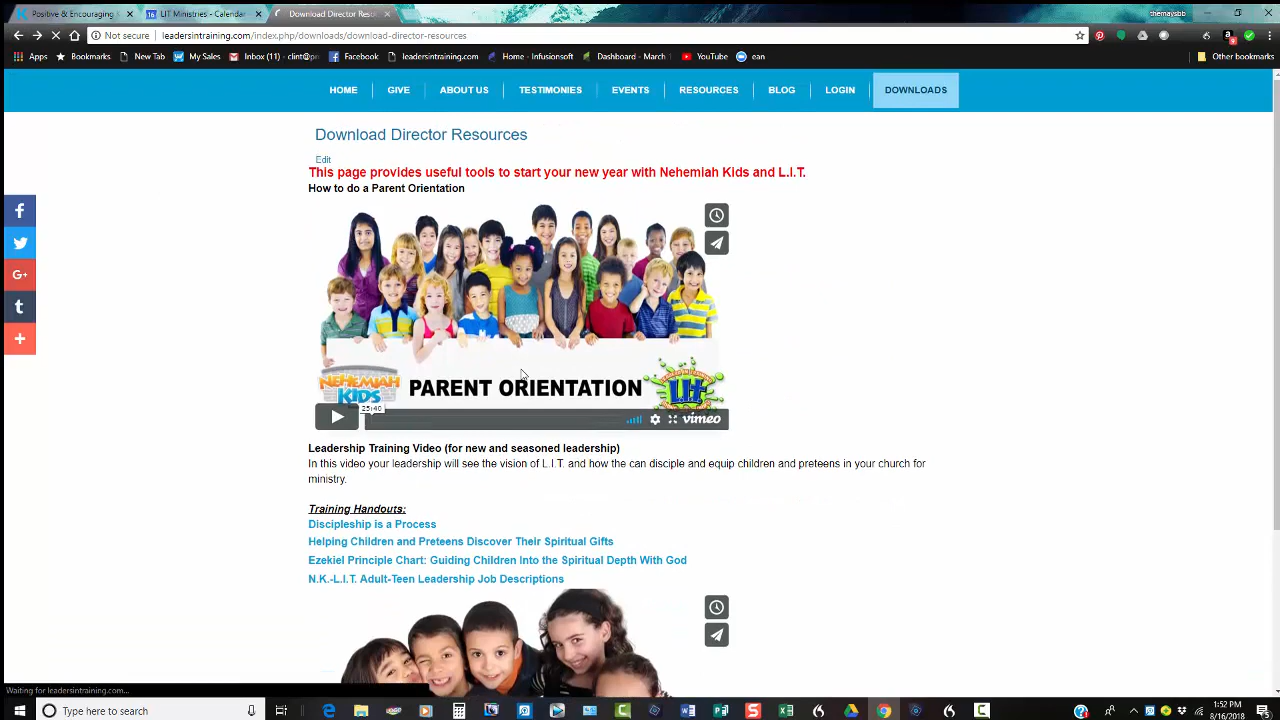 Positive & Encouraging
LIT Ministries - Calendar
Download Director Reso
themaysbb
Not secure
leadersintraining.com/index.php/downloads/download-director-resources
Apps
Bookmarks
New Tab
My Sales
Inbox (11) - clint@p
Facebook
leadersintraining.com
Home - Infusionsoft
Dashboard - March
YouTube
ean
Other bookmarks
HOME
GIVE
ABOUT US
TESTIMONIES
EVENTS
RESOURCES
BLOG
LOGIN
DOWNLOADS
Download Director Resources
Edit
This page provides useful tools to start your new year with Nehemiah Kids and L.I.T.
How to do a Parent Orientation
NEHEMIAH
KIDS
PARENT ORIENTATION
L.I.T
25:40
vimeo
Leadership Training Video (for new and seasoned leadership)
In this video your leadership will see the vision of L.I.T. and how the can disciple and equip children and preteens in your church for
ministry.
Training Handouts:
Discipleship is a Process
Helping Children and Preteens Discover Their Spiritual Gifts
Ezekiel Principle Chart: Guiding Children Into the Spiritual Depth With God
N.K.-L.I.T. Adult-Teen Leadership Job Descriptions
Waiting for leadersintraining.com...
Type here to search
1:52 PM
8/16/2018